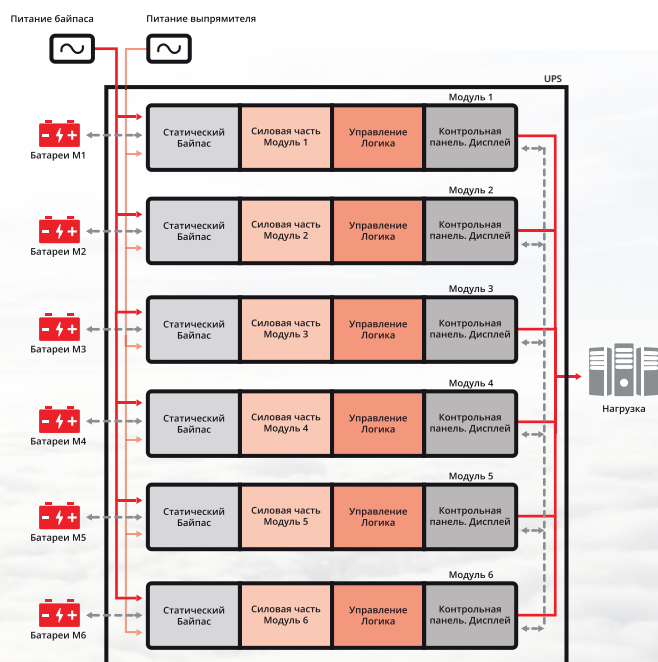 Питание байпаса
Питание выпрямителя
UPS
Модуль 1
Батареи М1
Статический
Байпас
Силовая часть
Модуль 1
Управление
Логика
Контрольная
панель. Дисплей
Модуль 2
Батареи М2
Статический
Байпас
Силовая часть
Модуль 2
Управление
Логика
Контрольная
панель. Дисплей
Модуль 3
Батареи М3
Статический
Байпас
Силовая часть
Модуль 3
Управление
Логика
Контрольная
панель. Дисплей
Нагрузка
Модуль 4
Батареи М4
Статический
Байпас
Силовая часть
Модуль 4
Управление
Логика
Контрольная
панель. Дисплей
Модуль 5
Батареи М5
Статический
Байпас
Силовая часть
Модуль 5
Управление
Логика
Контрольная
панель. Дисплей
Модуль 6
Батареи М6
Статический
Байпас
Силовая часть
Модуль 6
Управление
Логика
Контрольная
панель. Дисплей